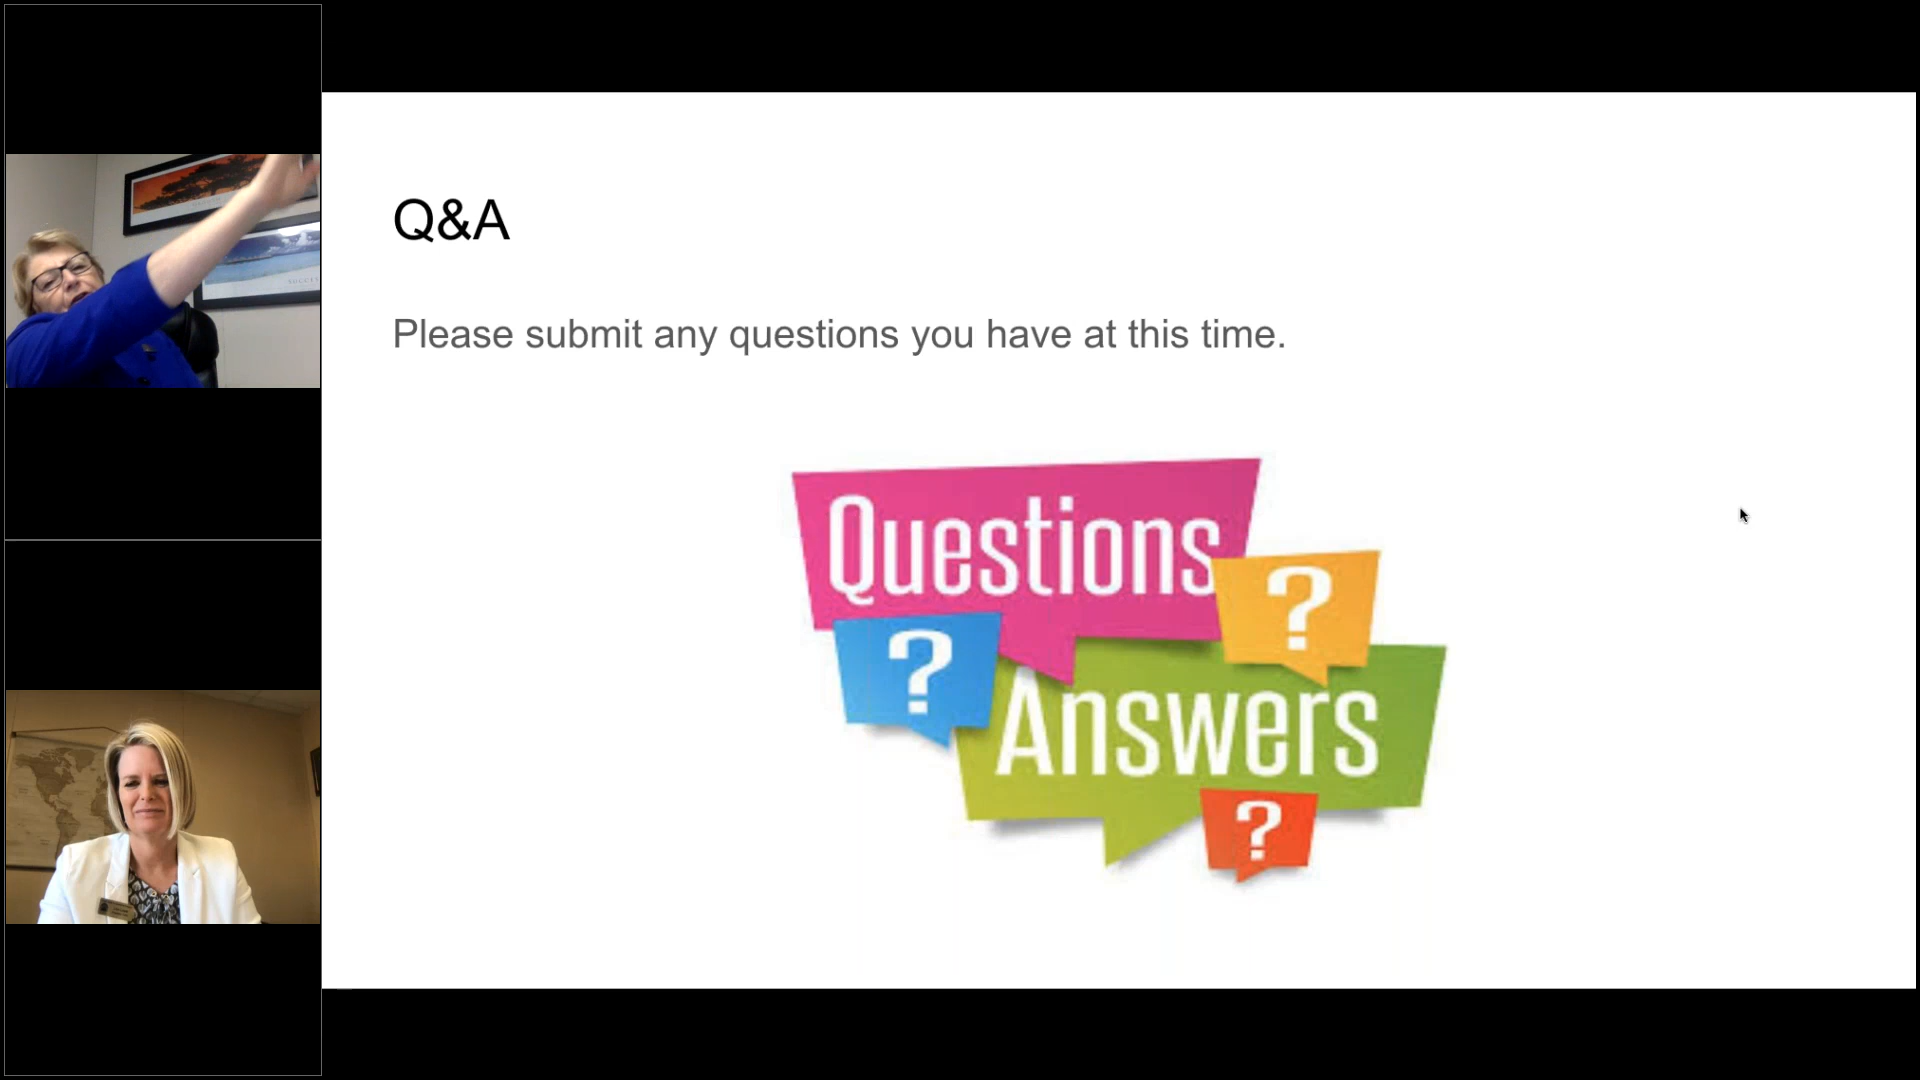 Q&A
Please submit any questions you have at this time.
Questions
?
?
Answers
?